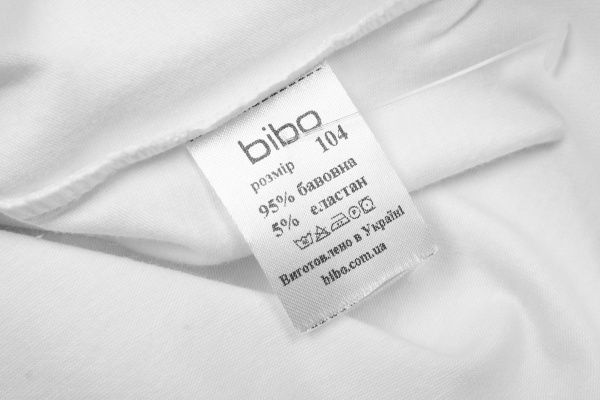 bibo
розмір 104
95% бавовна
5% еластан
Виготовлено в Україні
bibo.com.ua